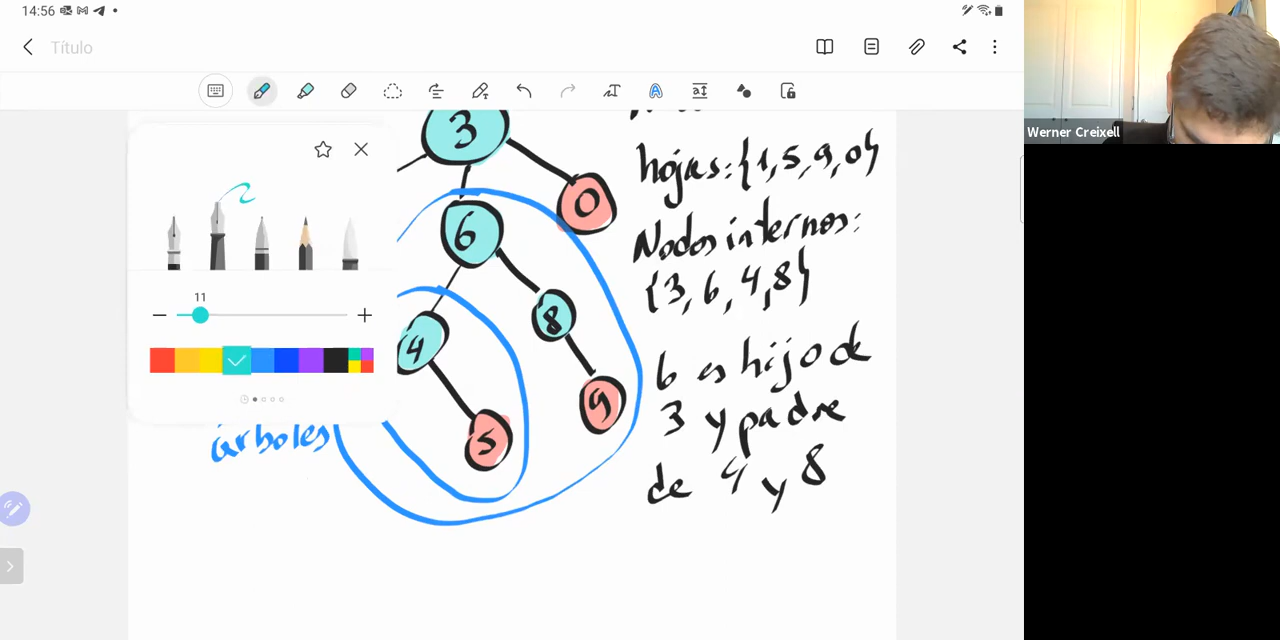 14:56
Título
11
3
0
6
8
4
9
5
árboles
hojas: {1,5,9,0}
Nodos internos:
{3,6,4,8}
6 es hijo de
3 y padre
de 4 y 8
Werner Creixell